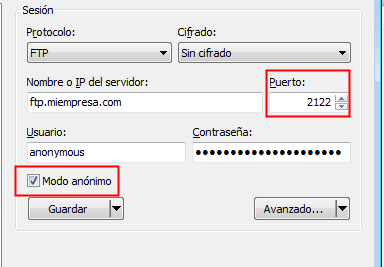 Sesión
Protocolo: Cifrado:
FTP Sin cifrado
Nombre o IP del servidor: Puerto:
ftp.miempresa.com 2122
Usuario: Contraseña:
anonymous ●●●●●●●●●●●●●●●●●●●●●
Modo anónimo
Guardar Avanzado...